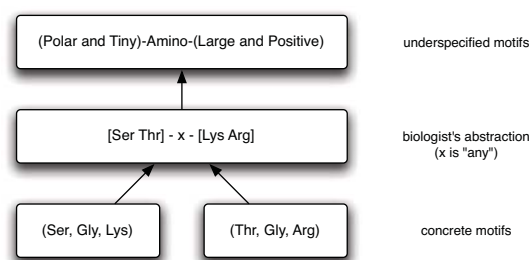 (Polar and Tiny)-Amino-(Large and Positive)
underspecified motifs
[Ser Thr] - x - [Lys Arg]
biologist's abstraction
(x is "any")
(Ser, Gly, Lys)
(Thr, Gly, Arg)
concrete motifs